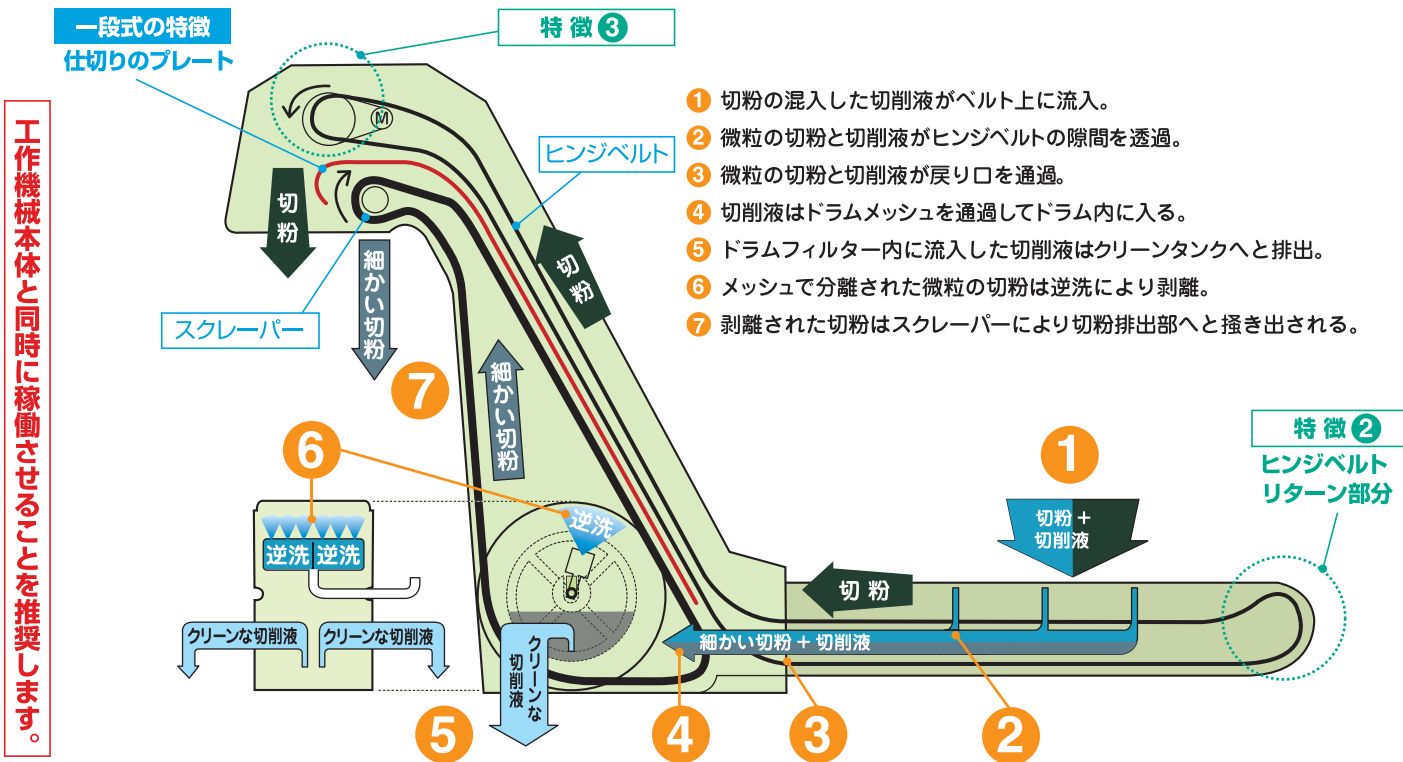 工作機械本体と同時に稼働させることを推奨します。
一段式の特徴
仕切りのプレート
特徴❸
❶ 切粉の混入した切削液がベルト上に流入。
❷ 微粒の切粉と切削液がヒンジベルトの隙間を透過。
❸ 微粒の切粉と切削液が戻り口を通過。
❹ 切削液はドラムメッシュを通過してドラム内に入る。
❺ ドラムフィルター内に流入した切削液はクリーンタンクへと排出。
❻ メッシュで分離された微粒の切粉は逆洗により剥離。
❼ 剥離された切粉はスクレーパーにより切粉排出部へと掻き出される。
M
ヒンジベルト
切粉
切粉
細かい切粉
スクレーパー
❼
細かい切粉
特徴❷
ヒンジベルト
リターン部分
❶
切粉+
切削液
❻
逆洗
逆洗
逆洗
切粉
クリーンな切削液
クリーンな切削液
クリーンな
切削液
細かい切粉+切削液
❺
❹
❸
❷